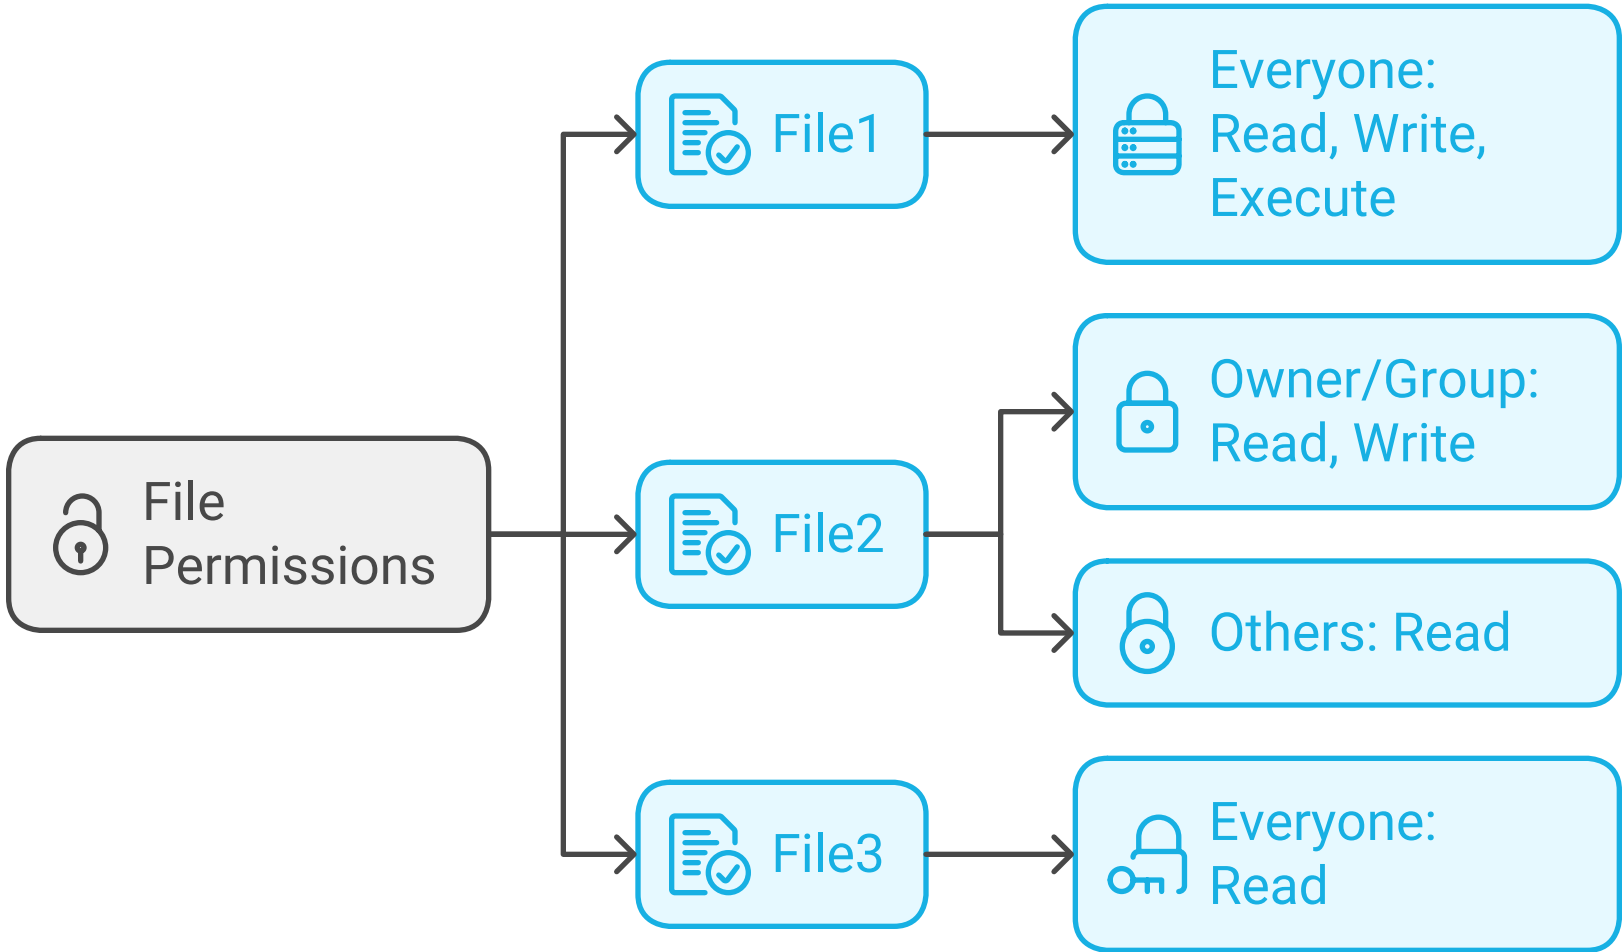 File
Permissions
File1
Everyone:
Read, Write,
Execute
File2
Owner/Group:
Read, Write
Others: Read
File3
Everyone:
Read